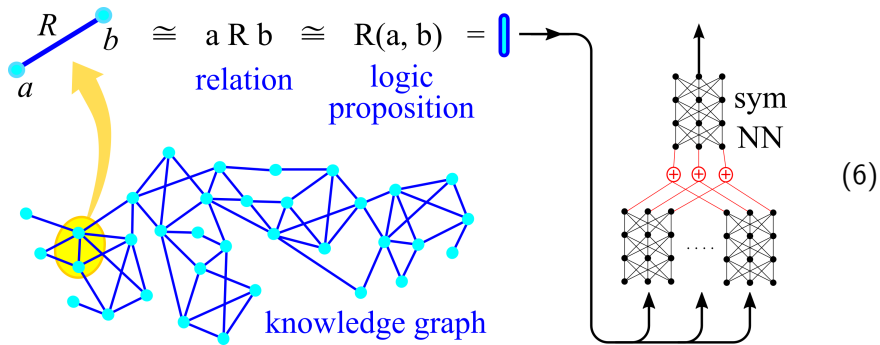 R
a
b
≅ a R b ≅ R(a, b) =
relation
logic
proposition
sym
NN
(6)
....
knowledge graph